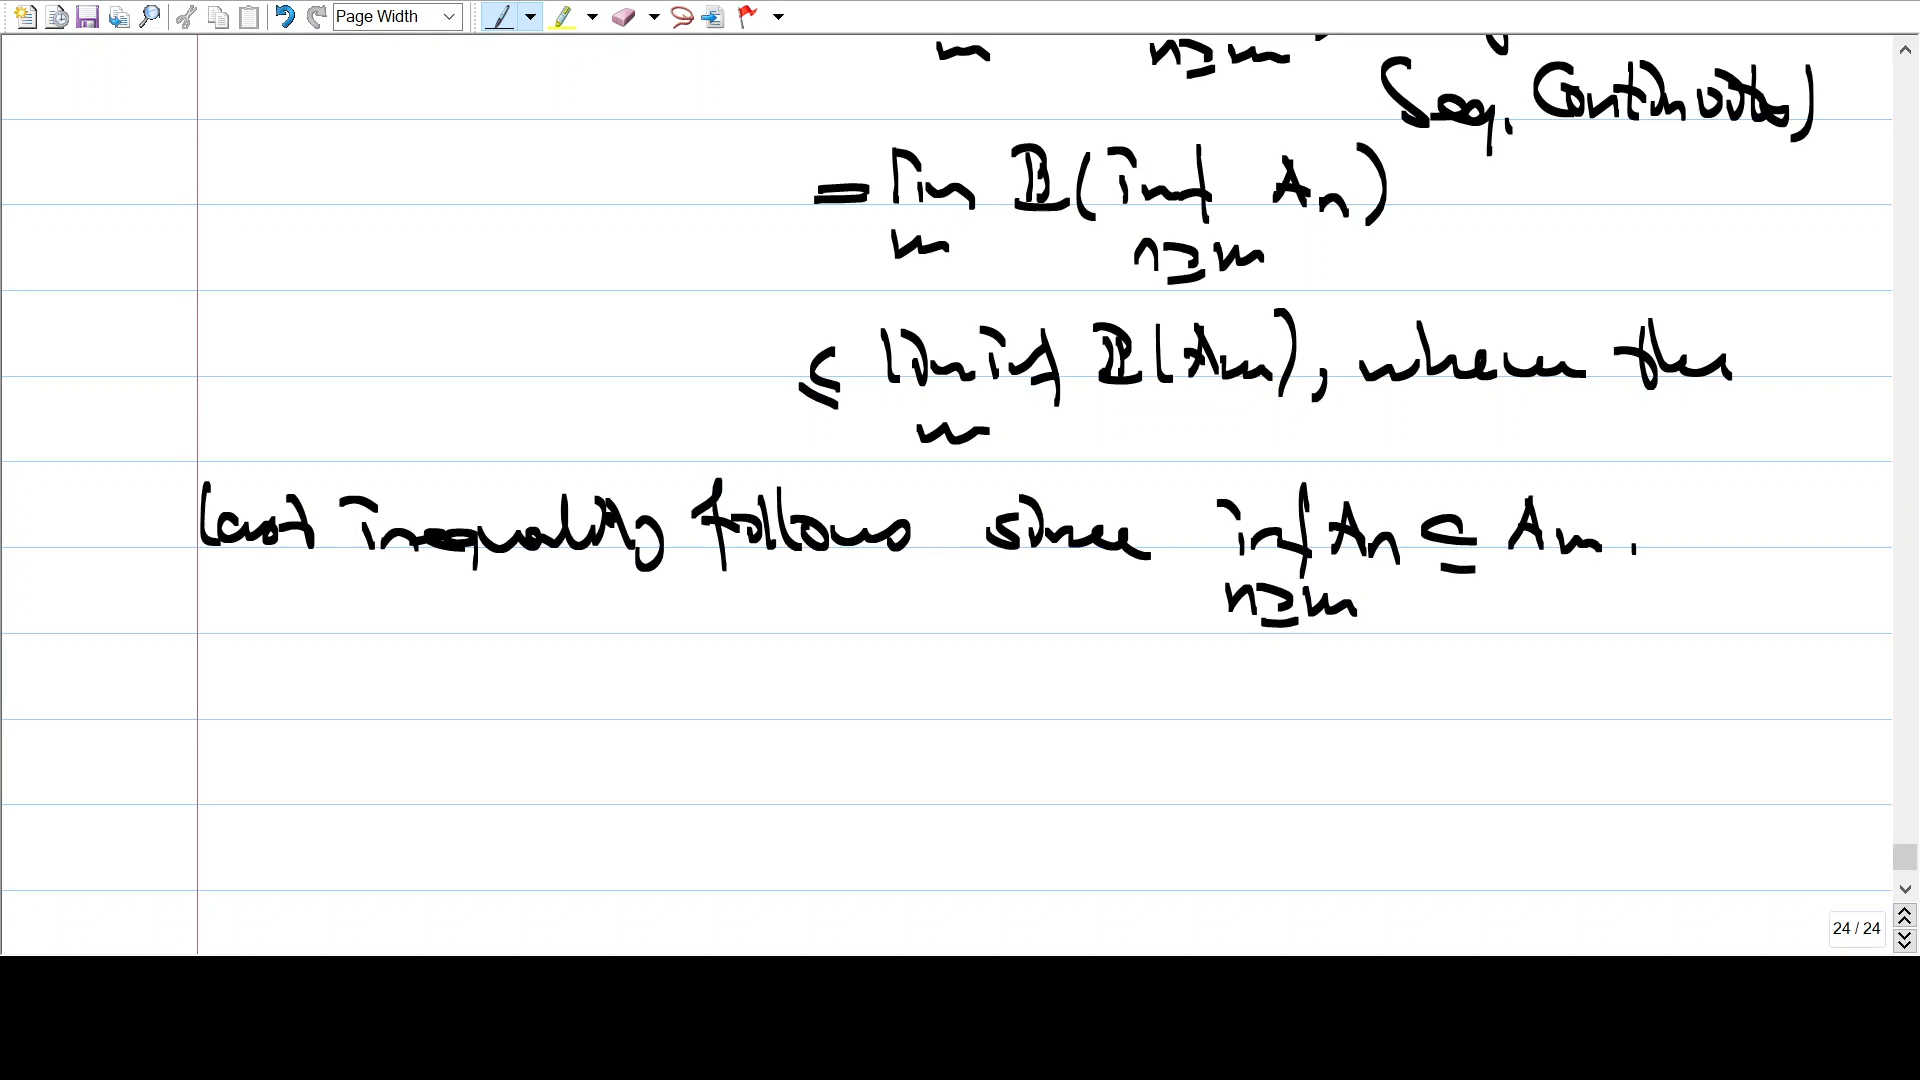 Page Width
m n≥m
Seq. Continuity)
= lim ℙ(inf An)
m n≥m
≤ liminf ℙ(Am), where the
m
last inequality follows since inf An ⊆ Am.
n≥m
24 / 24